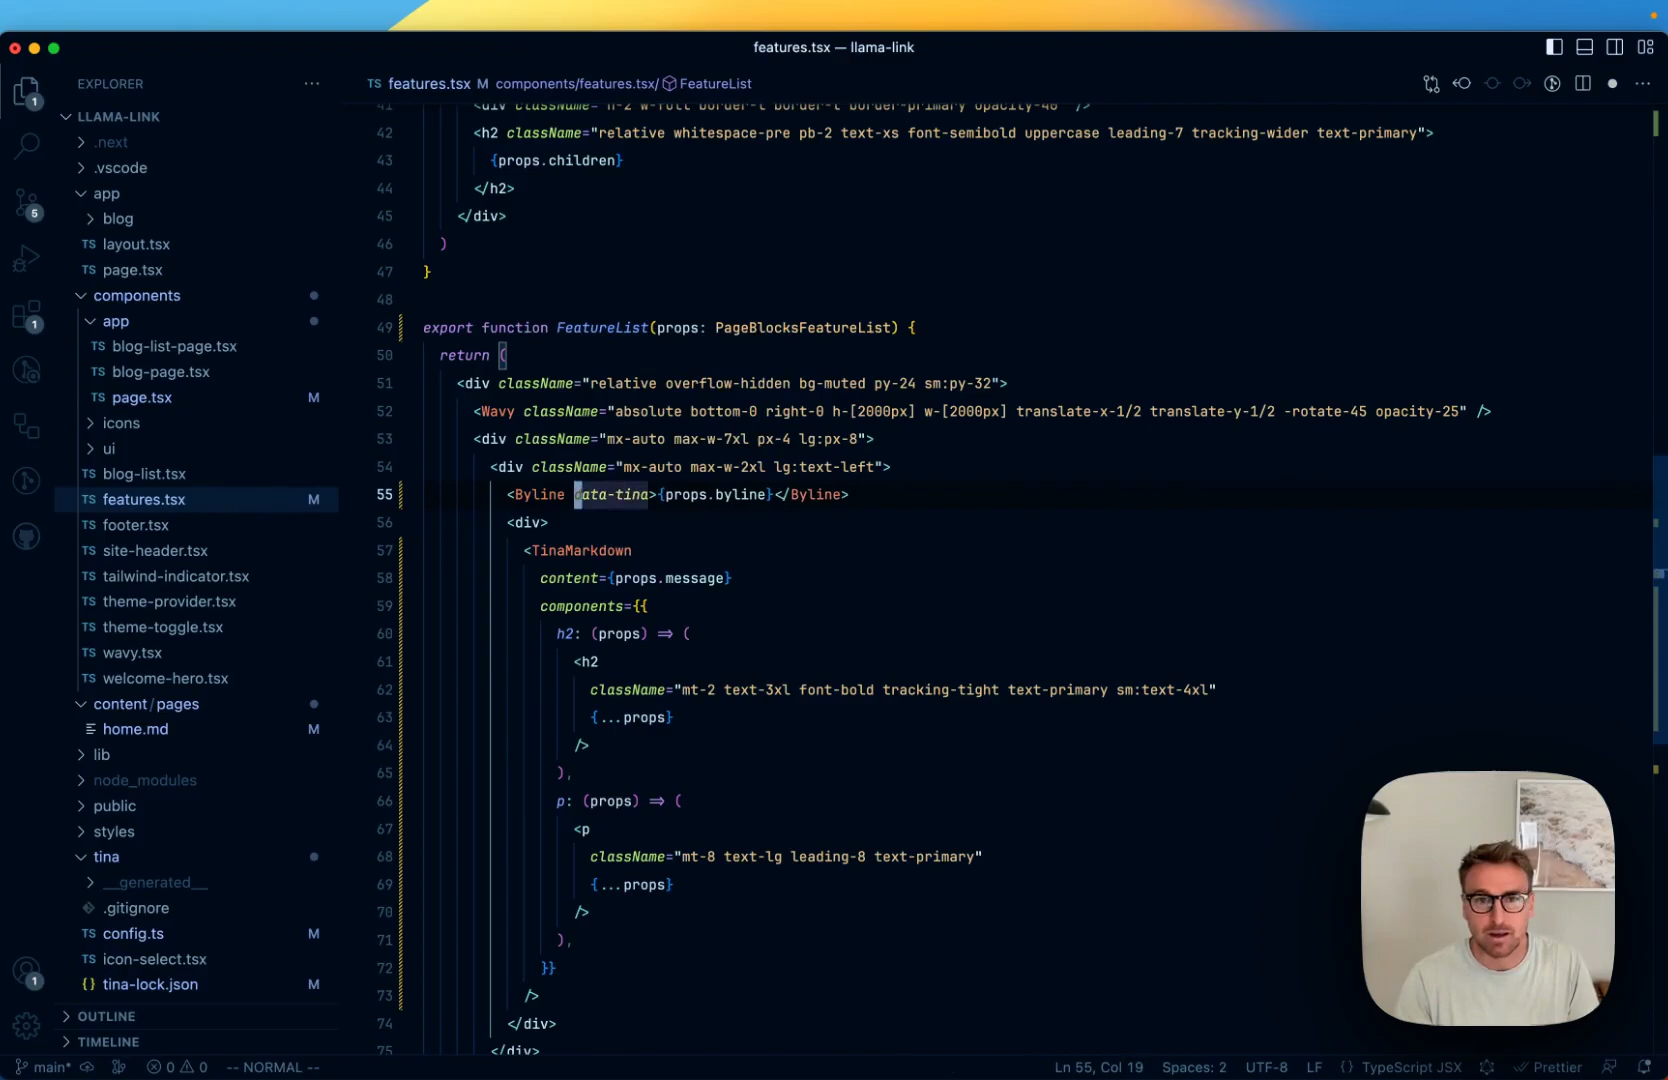 features.tsx — llama-link
EXPLORER
LLAMA-LINK
.next
.vscode
app
blog
TS layout.tsx
TS page.tsx
components
app
TS blog-list-page.tsx
TS blog-page.tsx
TS page.tsx M
icons
ui
TS blog-list.tsx
TS features.tsx M
TS footer.tsx
TS site-header.tsx
TS tailwind-indicator.tsx
TS theme-provider.tsx
TS theme-toggle.tsx
TS wavy.tsx
TS welcome-hero.tsx
content/pages
home.md M
lib
node_modules
public
styles
tina
__generated__
.gitignore
TS config.ts M
TS icon-select.tsx
{} tina-lock.json M
OUTLINE
TIMELINE
1
5
1
1
TS features.tsx M components/features.tsx/ FeatureList
41 <div className="h-2 w-full border-t border-primary opacity-40" />
42 <h2 className="relative whitespace-pre pb-2 text-xs font-semibold uppercase leading-7 tracking-wider text-primary">
43 {props.children}
44 </h2>
45 </div>
46 )
47 }
48
49 export function FeatureList(props: PageBlocksFeatureList) {
50 return (
51 <div className="relative overflow-hidden bg-muted py-24 sm:py-32">
52 <Wavy className="absolute bottom-0 right-0 h-[2000px] w-[2000px] translate-x-1/2 translate-y-1/2 -rotate-45 opacity-25" />
53 <div className="mx-auto max-w-7xl px-4 lg:px-8">
54 <div className="mx-auto max-w-2xl lg:text-left">
55 <Byline data-tina>{props.byline}</Byline>
56 <div>
57 <TinaMarkdown
58 content={props.message}
59 components={{
60 h2: (props) => (
61 <h2
62 className="mt-2 text-3xl font-bold tracking-tight text-primary sm:text-4xl"
63 {...props}
64 />
65 ),
66 p: (props) => (
67 <p
68 className="mt-8 text-lg leading-8 text-primary"
69 {...props}
70 />
71 ),
72 }}
73 />
74 </div>
75 </div>
main* 0 0 -- NORMAL -- Ln 55, Col 19 Spaces: 2 UTF-8 LF {} TypeScript JSX Prettier